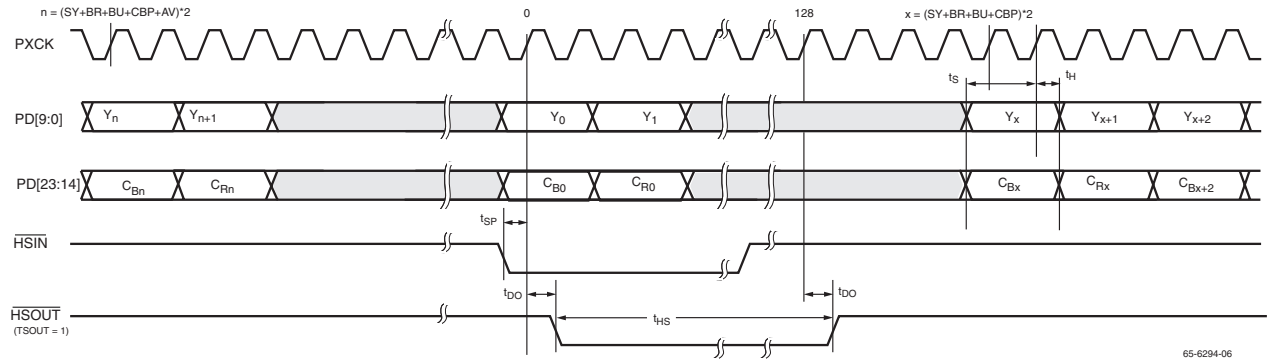 n = (SY+BR+BU+CBP+AV)*2
0
128
x = (SY+BR+BU+CBP)*2
PXCK
tS
tH
PD[9:0]
Yn
Yn+1
Y0
Y1
Yx
Yx+1
Yx+2
PD[23:14]
CBn
CRn
CB0
CR0
CBx
CRx
CBx+2
tSP
HSIN
tDO
tDO
HSOUT
tHS
(TSOUT = 1)
65-6294-06